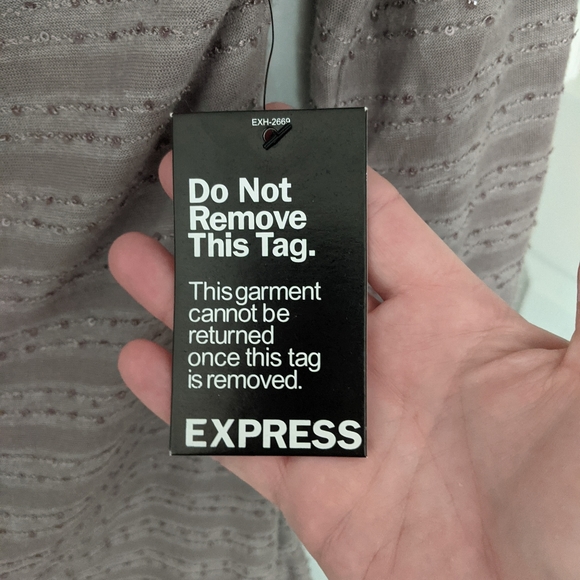 EXH-2669
Do Not
Remove
This Tag.
This garment
cannot be
returned
once this tag
is removed.
EXPRESS